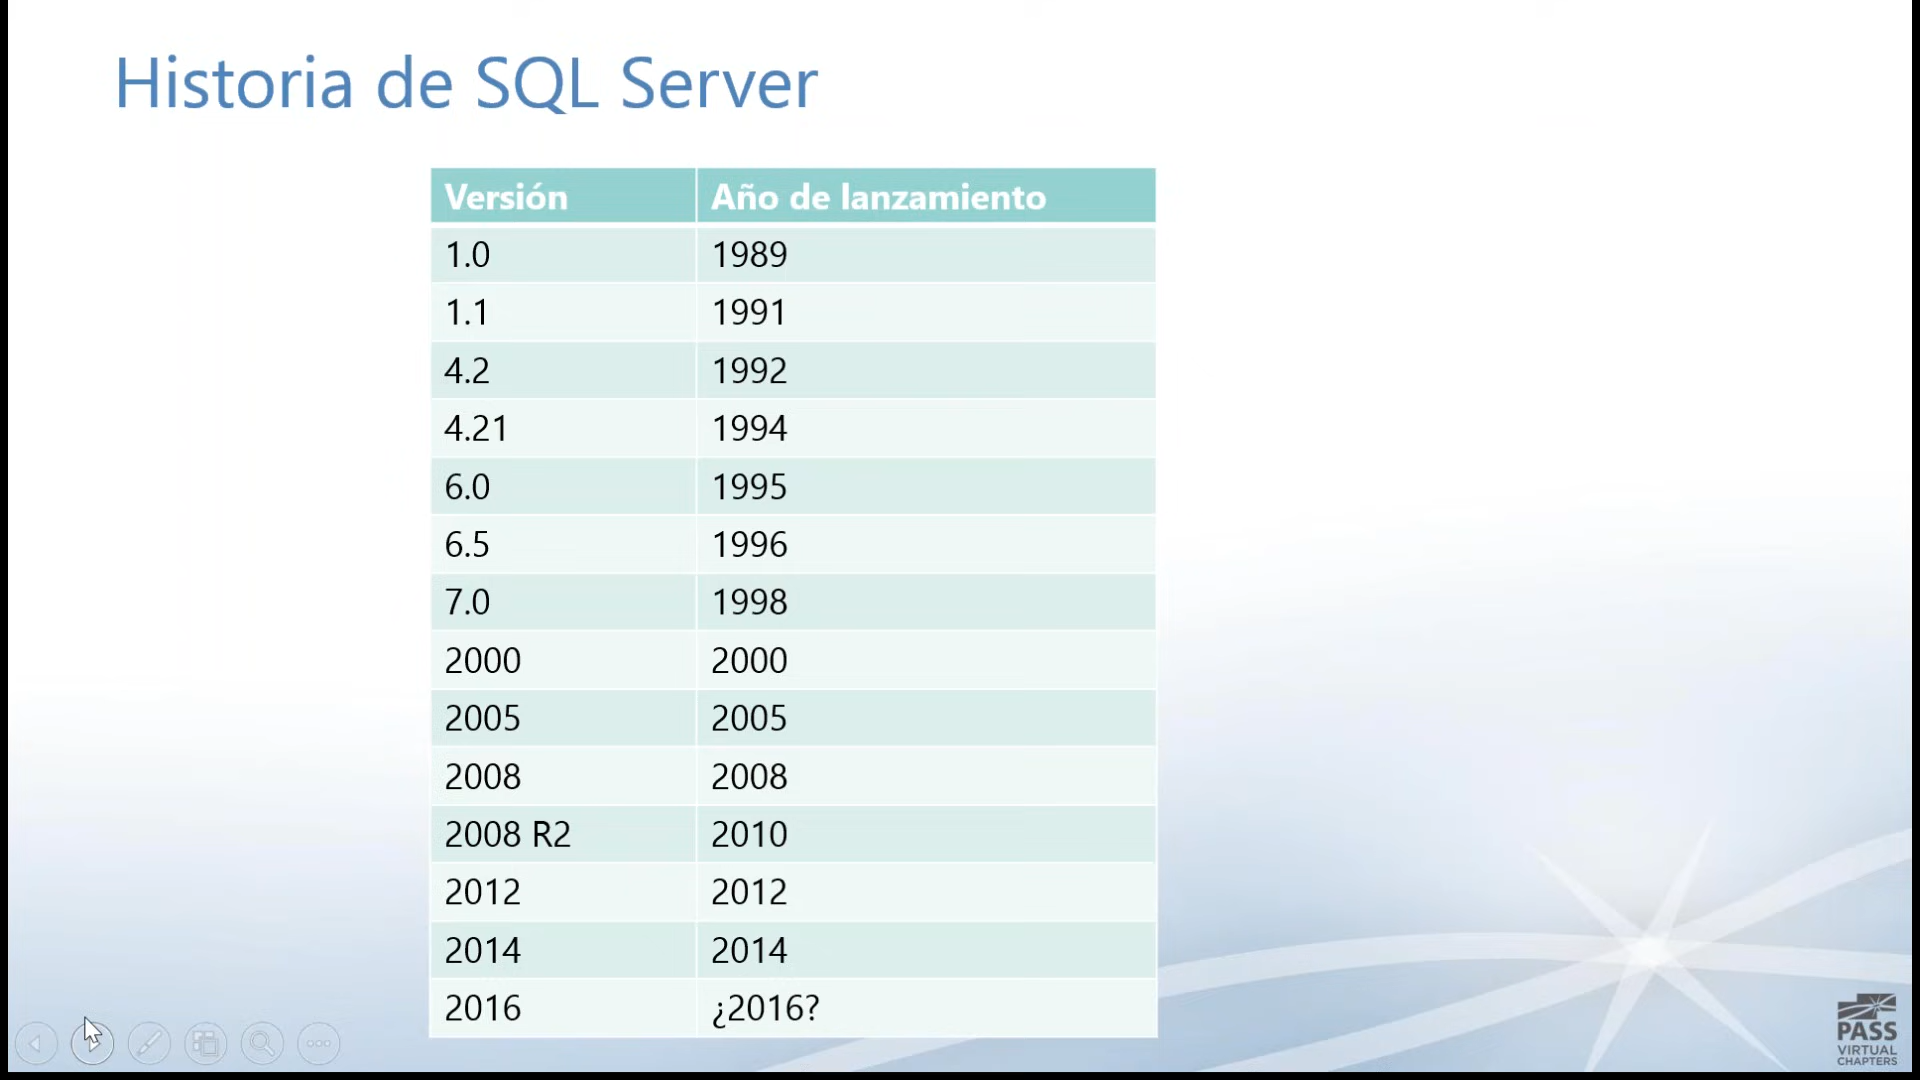 Historia de SQL Server
Versión Año de lanzamiento
1.0 1989
1.1 1991
4.2 1992
4.21 1994
6.0 1995
6.5 1996
7.0 1998
2000 2000
2005 2005
2008 2008
2008 R2 2010
2012 2012
2014 2014
2016 ¿2016?
PASS
VIRTUAL
CHAPTERS